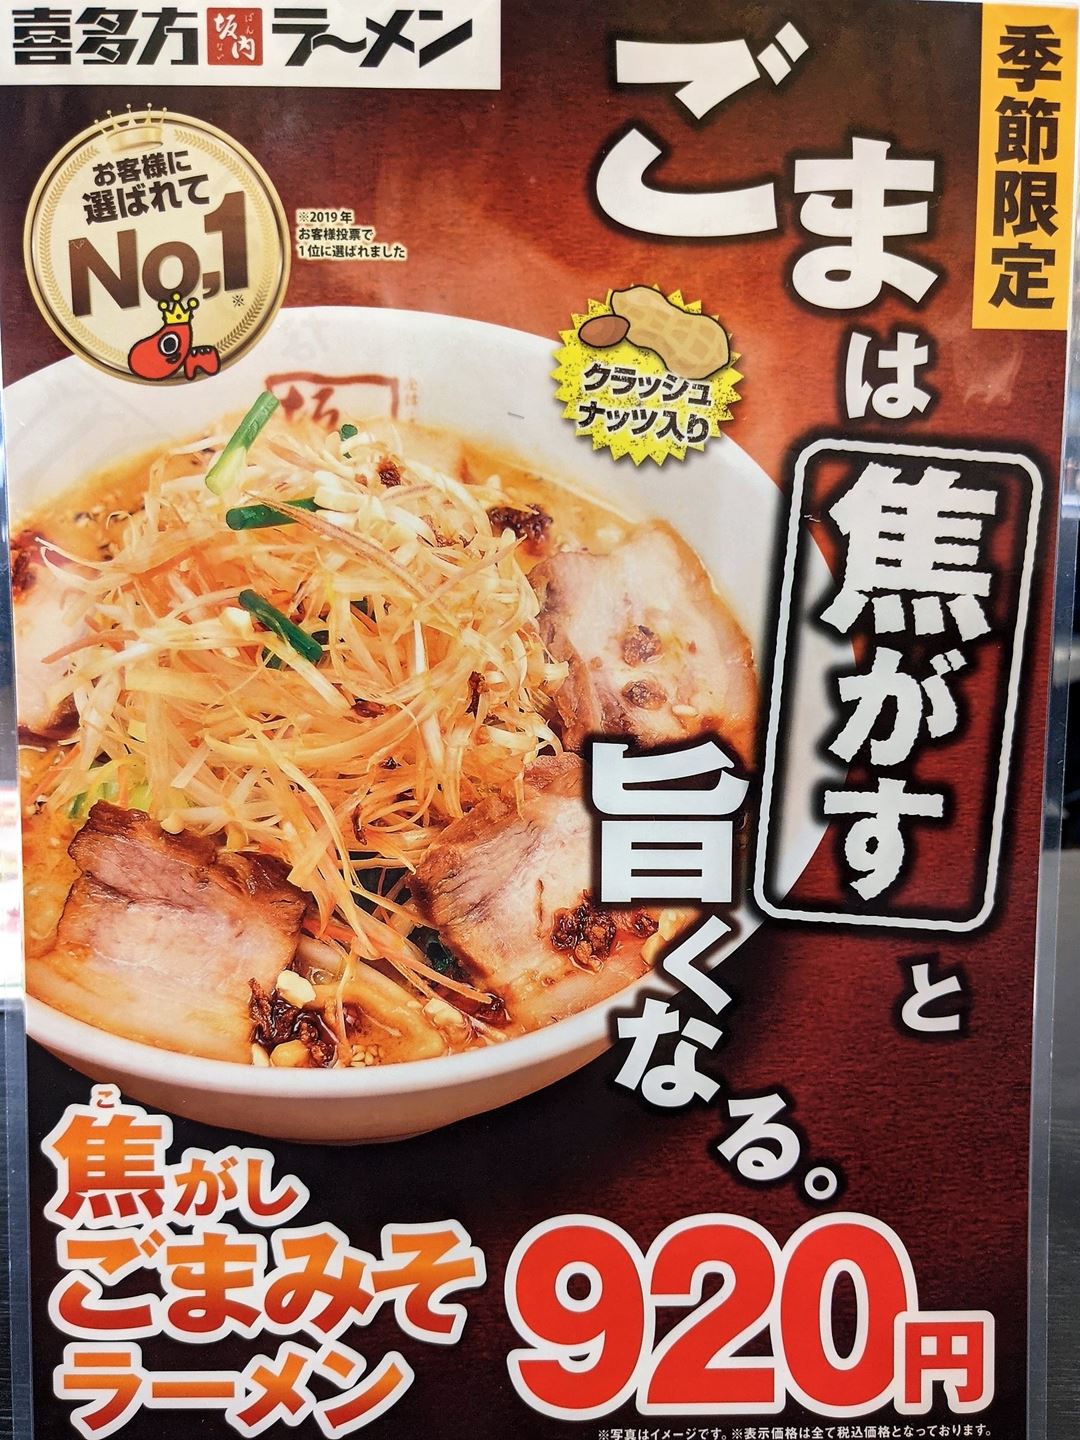 喜多方 坂内 ばんない ラーメン
季節限定
お客様に
選ばれて
No,1
※
※2019年
お客様投票で
1位に選ばれました
ごまは
焦がすと
旨くなる。
クラッシュ
ナッツ入り
坂
こ
焦がし
ごまみそ
ラーメン
920円
※写真はイメージです。※表示価格は全て税込価格となっております。